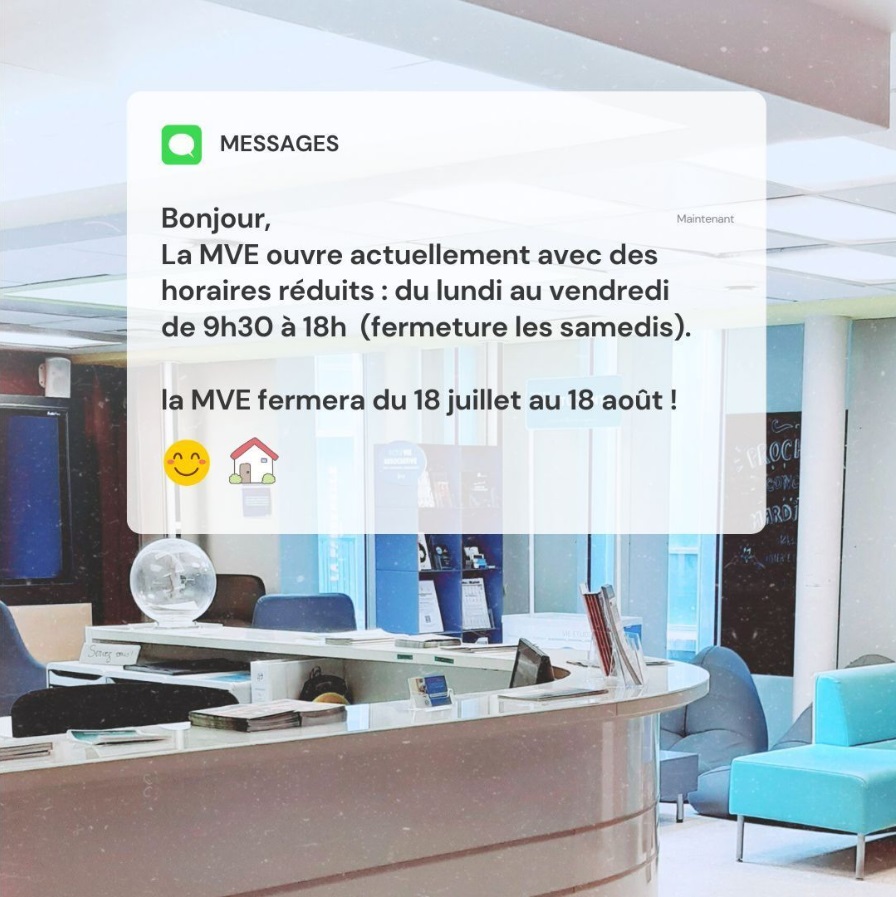 MESSAGES
Bonjour,
Maintenant
La MVE ouvre actuellement avec des
horaires réduits : du lundi au vendredi
de 9h30 à 18h (fermeture les samedis).
la MVE fermera du 18 juillet au 18 août !